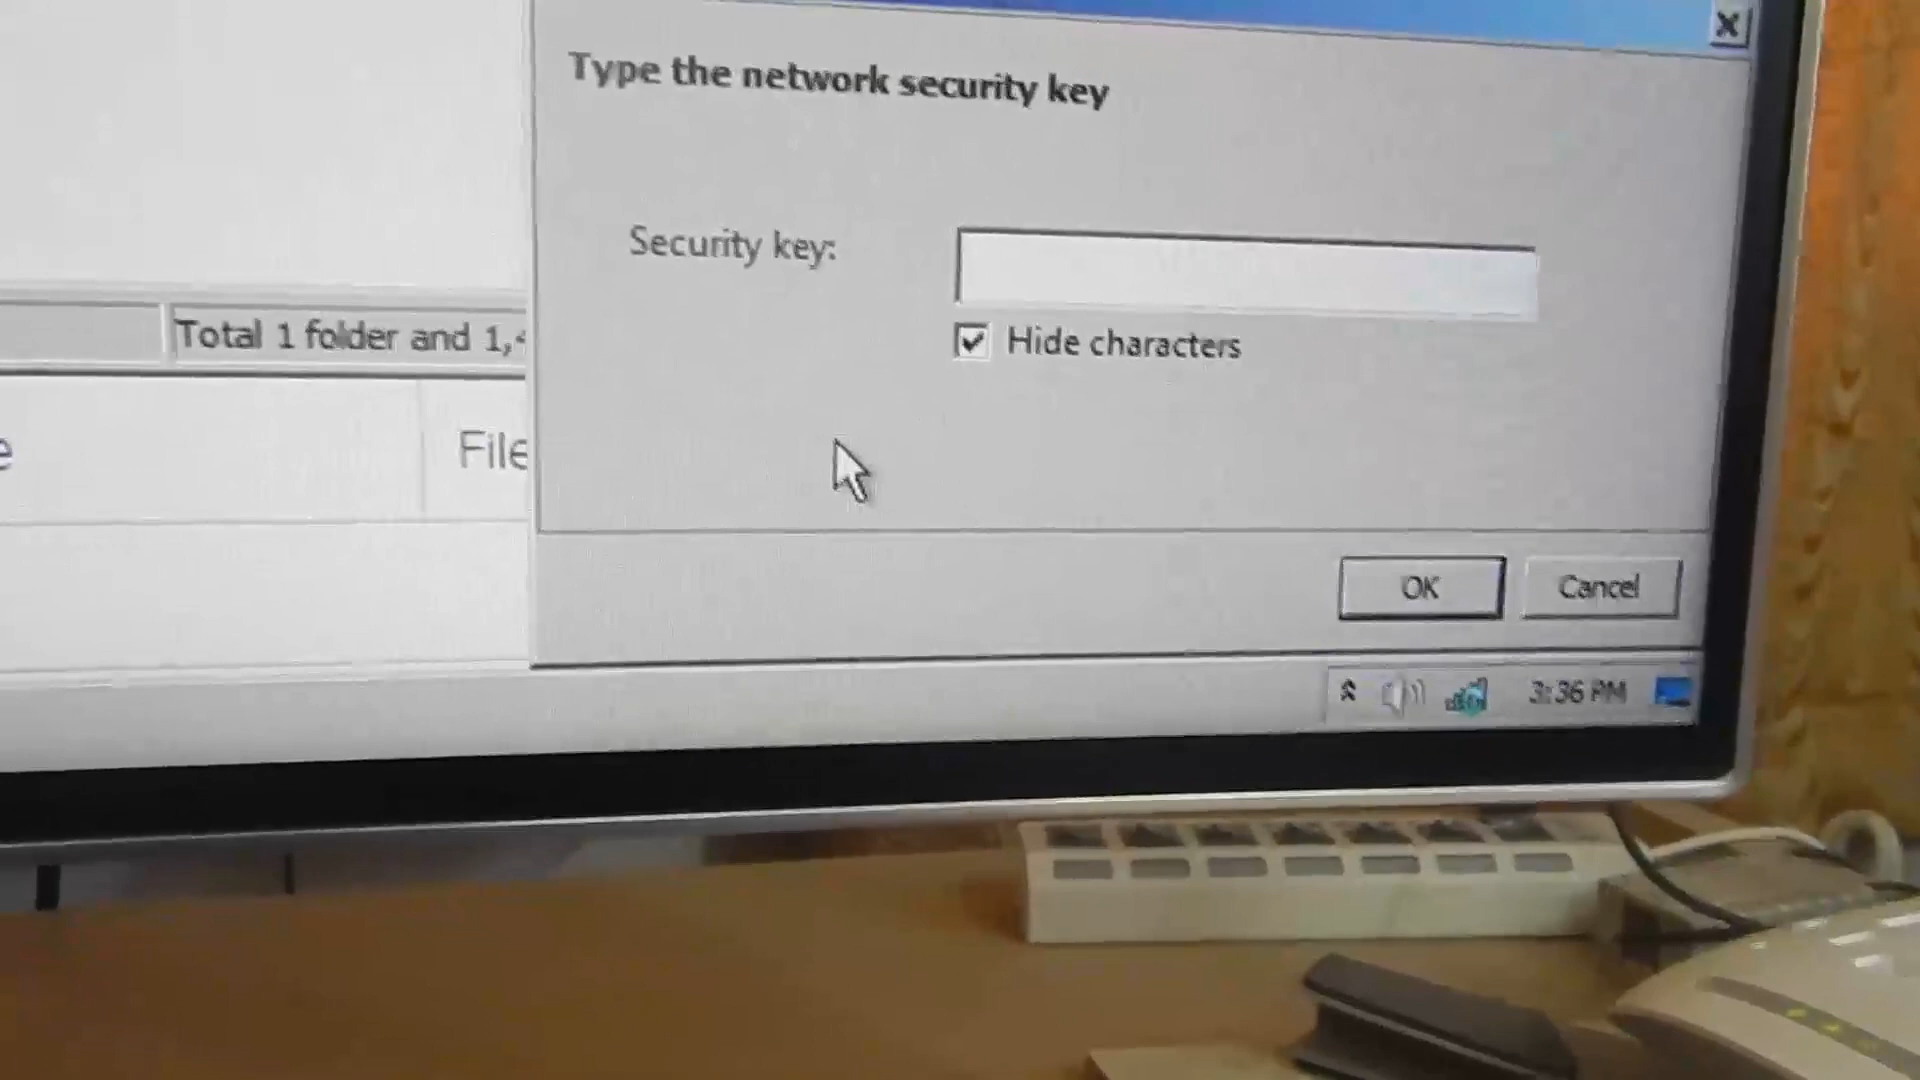 Type the network security key
Security key:
Hide characters
Total 1 folder and 1,
File
OK
Cancel
3:36 PM